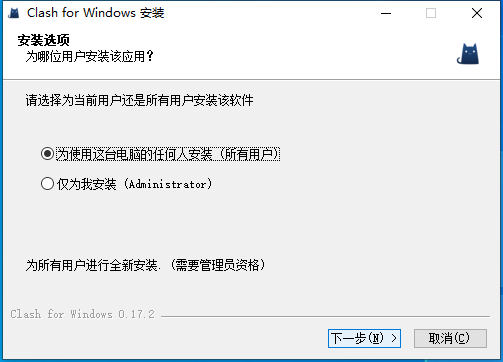 Clash for Windows 安装
安装选项
为哪位用户安装该应用？
请选择为当前用户还是所有用户安装该软件
为使用这台电脑的任何人安装 (所有用户)
仅为我安装 (Administrator)
为所有用户进行全新安装. (需要管理员资格)
Clash for Windows 0.17.2
下一步(N) >
取消(C)